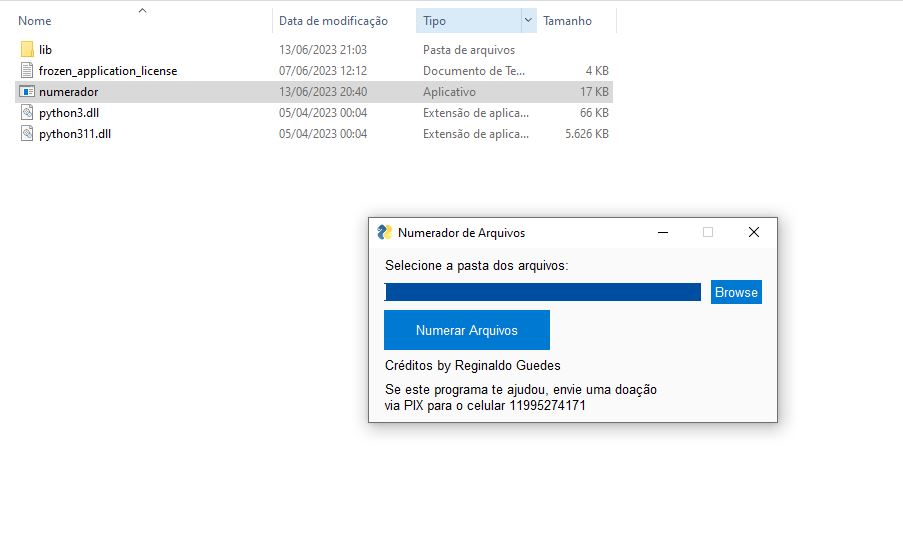 Nome Data de modificação Tipo Tamanho
lib 13/06/2023 21:03 Pasta de arquivos
frozen_application_license 07/06/2023 12:12 Documento de Te... 4 KB
numerador 13/06/2023 20:40 Aplicativo 17 KB
python3.dll 05/04/2023 00:04 Extensão de aplica... 66 KB
python311.dll 05/04/2023 00:04 Extensão de aplica... 5.626 KB
Numerador de Arquivos
Selecione a pasta dos arquivos:
Browse
Numerar Arquivos
Créditos by Reginaldo Guedes
Se este programa te ajudou, envie uma doação
via PIX para o celular 11995274171